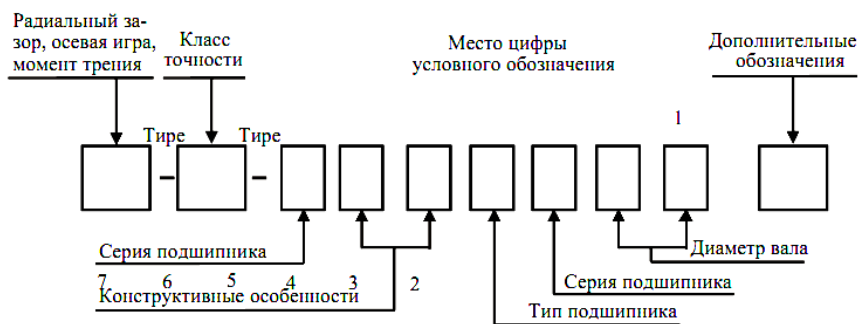 Радиальный за-
зор, осевая игра,
момент трения
Класс
точности
Место цифры
условного обозначения
Дополнительные
обозначения
1
Тире
Тире
Серия подшипника
7 6 5 4 3 2
Конструктивные особенности
Диаметр вала
Серия подшипника
Тип подшипника